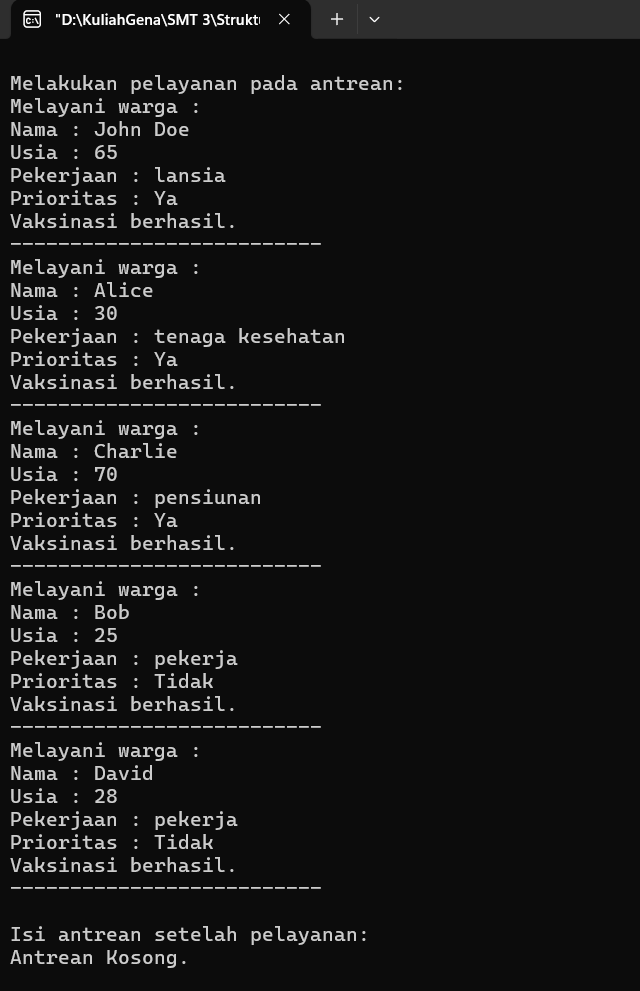 "D:\KuliahGena\SMT 3\Strukt
Melakukan pelayanan pada antrean:
Melayani warga :
Nama : John Doe
Usia : 65
Pekerjaan : lansia
Prioritas : Ya
Vaksinasi berhasil.
--------------------------
Melayani warga :
Nama : Alice
Usia : 30
Pekerjaan : tenaga kesehatan
Prioritas : Ya
Vaksinasi berhasil.
--------------------------
Melayani warga :
Nama : Charlie
Usia : 70
Pekerjaan : pensiunan
Prioritas : Ya
Vaksinasi berhasil.
--------------------------
Melayani warga :
Nama : Bob
Usia : 25
Pekerjaan : pekerja
Prioritas : Tidak
Vaksinasi berhasil.
--------------------------
Melayani warga :
Nama : David
Usia : 28
Pekerjaan : pekerja
Prioritas : Tidak
Vaksinasi berhasil.
--------------------------
Isi antrean setelah pelayanan:
Antrean Kosong.